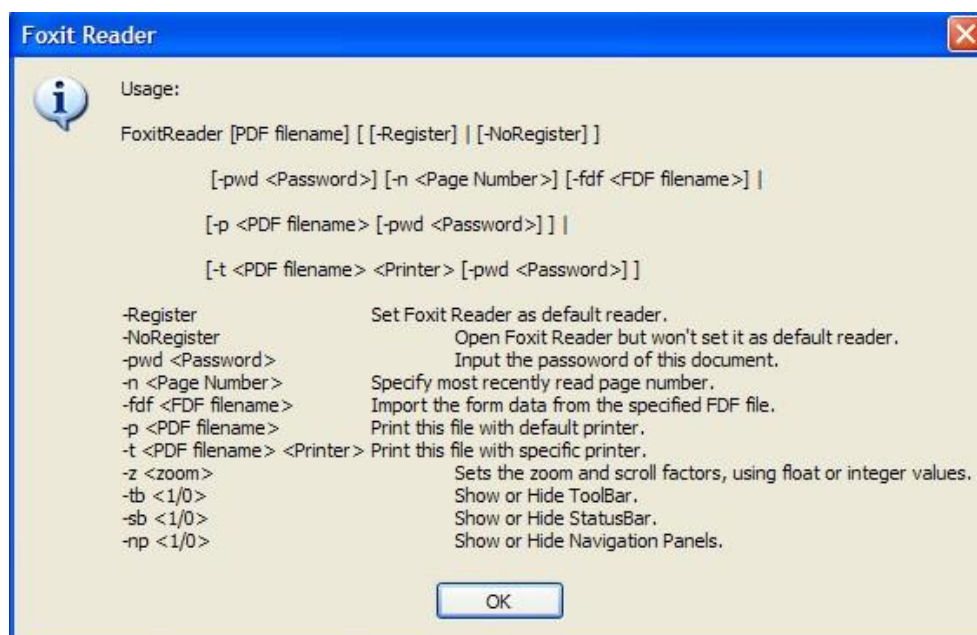 Foxit Reader
Usage:
FoxitReader [PDF filename] [ [-Register] | [-NoRegister] ]
[-pwd <Password>] [-n <Page Number>] [-fdf <FDF filename>] |
[-p <PDF filename> [-pwd <Password>] ] |
[-t <PDF filename> <Printer> [-pwd <Password>] ]
-Register Set Foxit Reader as default reader.
-NoRegister Open Foxit Reader but won't set it as default reader.
-pwd <Password> Input the passoword of this document.
-n <Page Number> Specify most recently read page number.
-fdf <FDF filename> Import the form data from the specified FDF file.
-p <PDF filename> Print this file with default printer.
-t <PDF filename> <Printer> Print this file with specific printer.
-z <zoom> Sets the zoom and scroll factors, using float or integer values.
-tb <1/0> Show or Hide ToolBar.
-sb <1/0> Show or Hide StatusBar.
-np <1/0> Show or Hide Navigation Panels.
OK